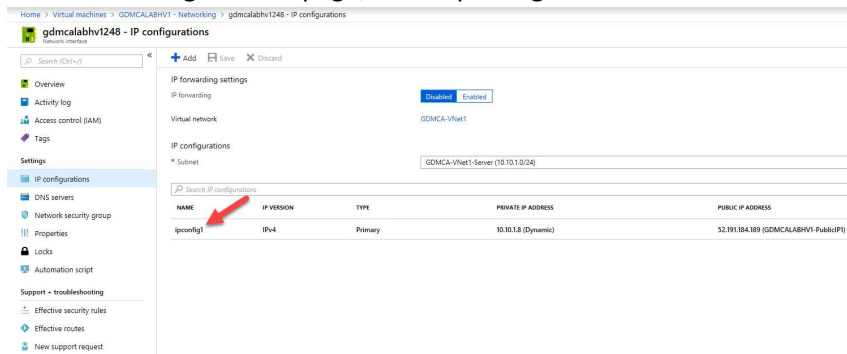 Home > Virtual machines > GDMCALABHV1 - Networking > gdmcalabhv1248 - IP configurations
gdmcalabhv1248 - IP configurations
Network interface
Search (Ctrl+/)
«
Overview
Activity log
Access control (IAM)
Tags
Settings
IP configurations
DNS servers
Network security group
Properties
Locks
Automation script
Support + troubleshooting
Effective security rules
Effective routes
New support request
+ Add Save X Discard
IP forwarding settings
IP forwarding Disabled Enabled
Virtual network GDMCA-VNet1
IP configurations
* Subnet GDMCA-VNet1-Server (10.10.1.0/24)
Search IP configurations
NAME IP VERSION TYPE PRIVATE IP ADDRESS PUBLIC IP ADDRESS
ipconfig1 IPv4 Primary 10.10.1.8 (Dynamic) 52.191.184.189 (GDMCALABHV1-PublicIP1)